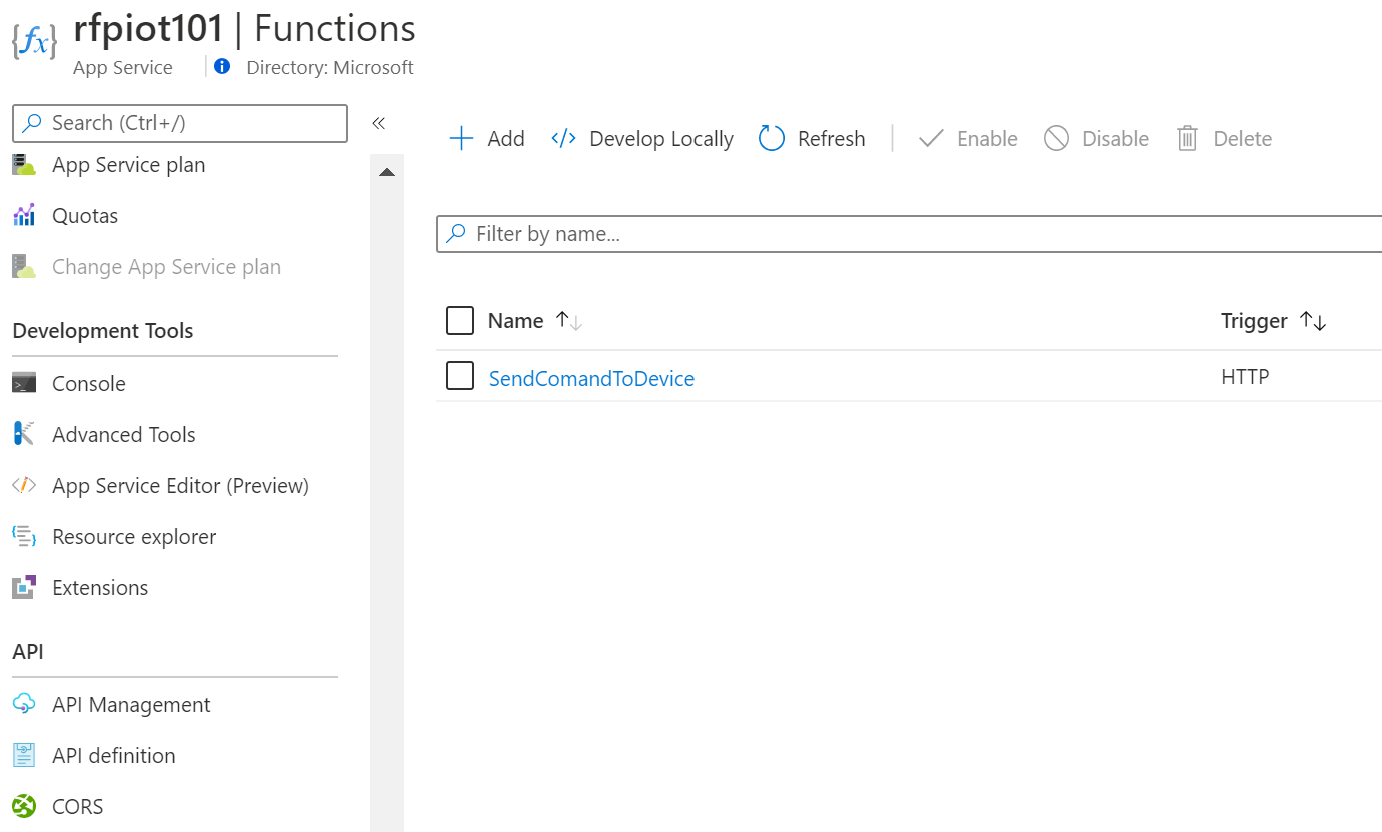 rfpiot101 | Functions
App Service
Directory: Microsoft
Search (Ctrl+/)
«
App Service plan
Quotas
Change App Service plan
Development Tools
Console
Advanced Tools
App Service Editor (Preview)
Resource explorer
Extensions
API
API Management
API definition
CORS
Add
Develop Locally
Refresh
Enable
Disable
Delete
Filter by name...
Name
Trigger
SendComandToDevice
HTTP